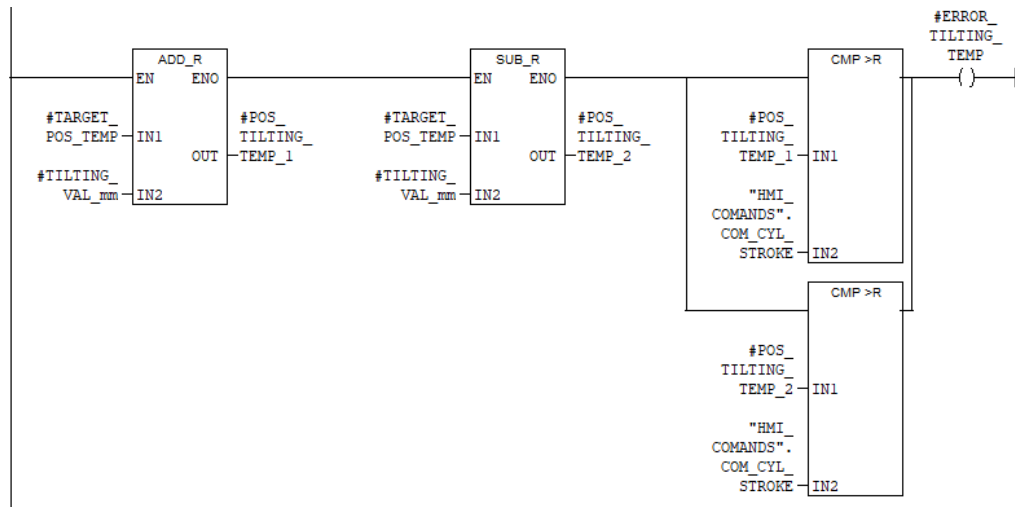 #ERROR_
TILTING_
TEMP
ADD_R
EN ENO
#TARGET_
POS_TEMP IN1
#POS_
TILTING_
OUT TEMP_1
#TILTING_
VAL_mm IN2
SUB_R
EN ENO
#TARGET_
POS_TEMP IN1
#POS_
TILTING_
OUT TEMP_2
#TILTING_
VAL_mm IN2
CMP >R
( )
#POS_
TILTING_
TEMP_1 IN1
"HMI_
COMANDS".
COM_CYL_
STROKE IN2
CMP >R
#POS_
TILTING_
TEMP_2 IN1
"HMI_
COMANDS".
COM_CYL_
STROKE IN2